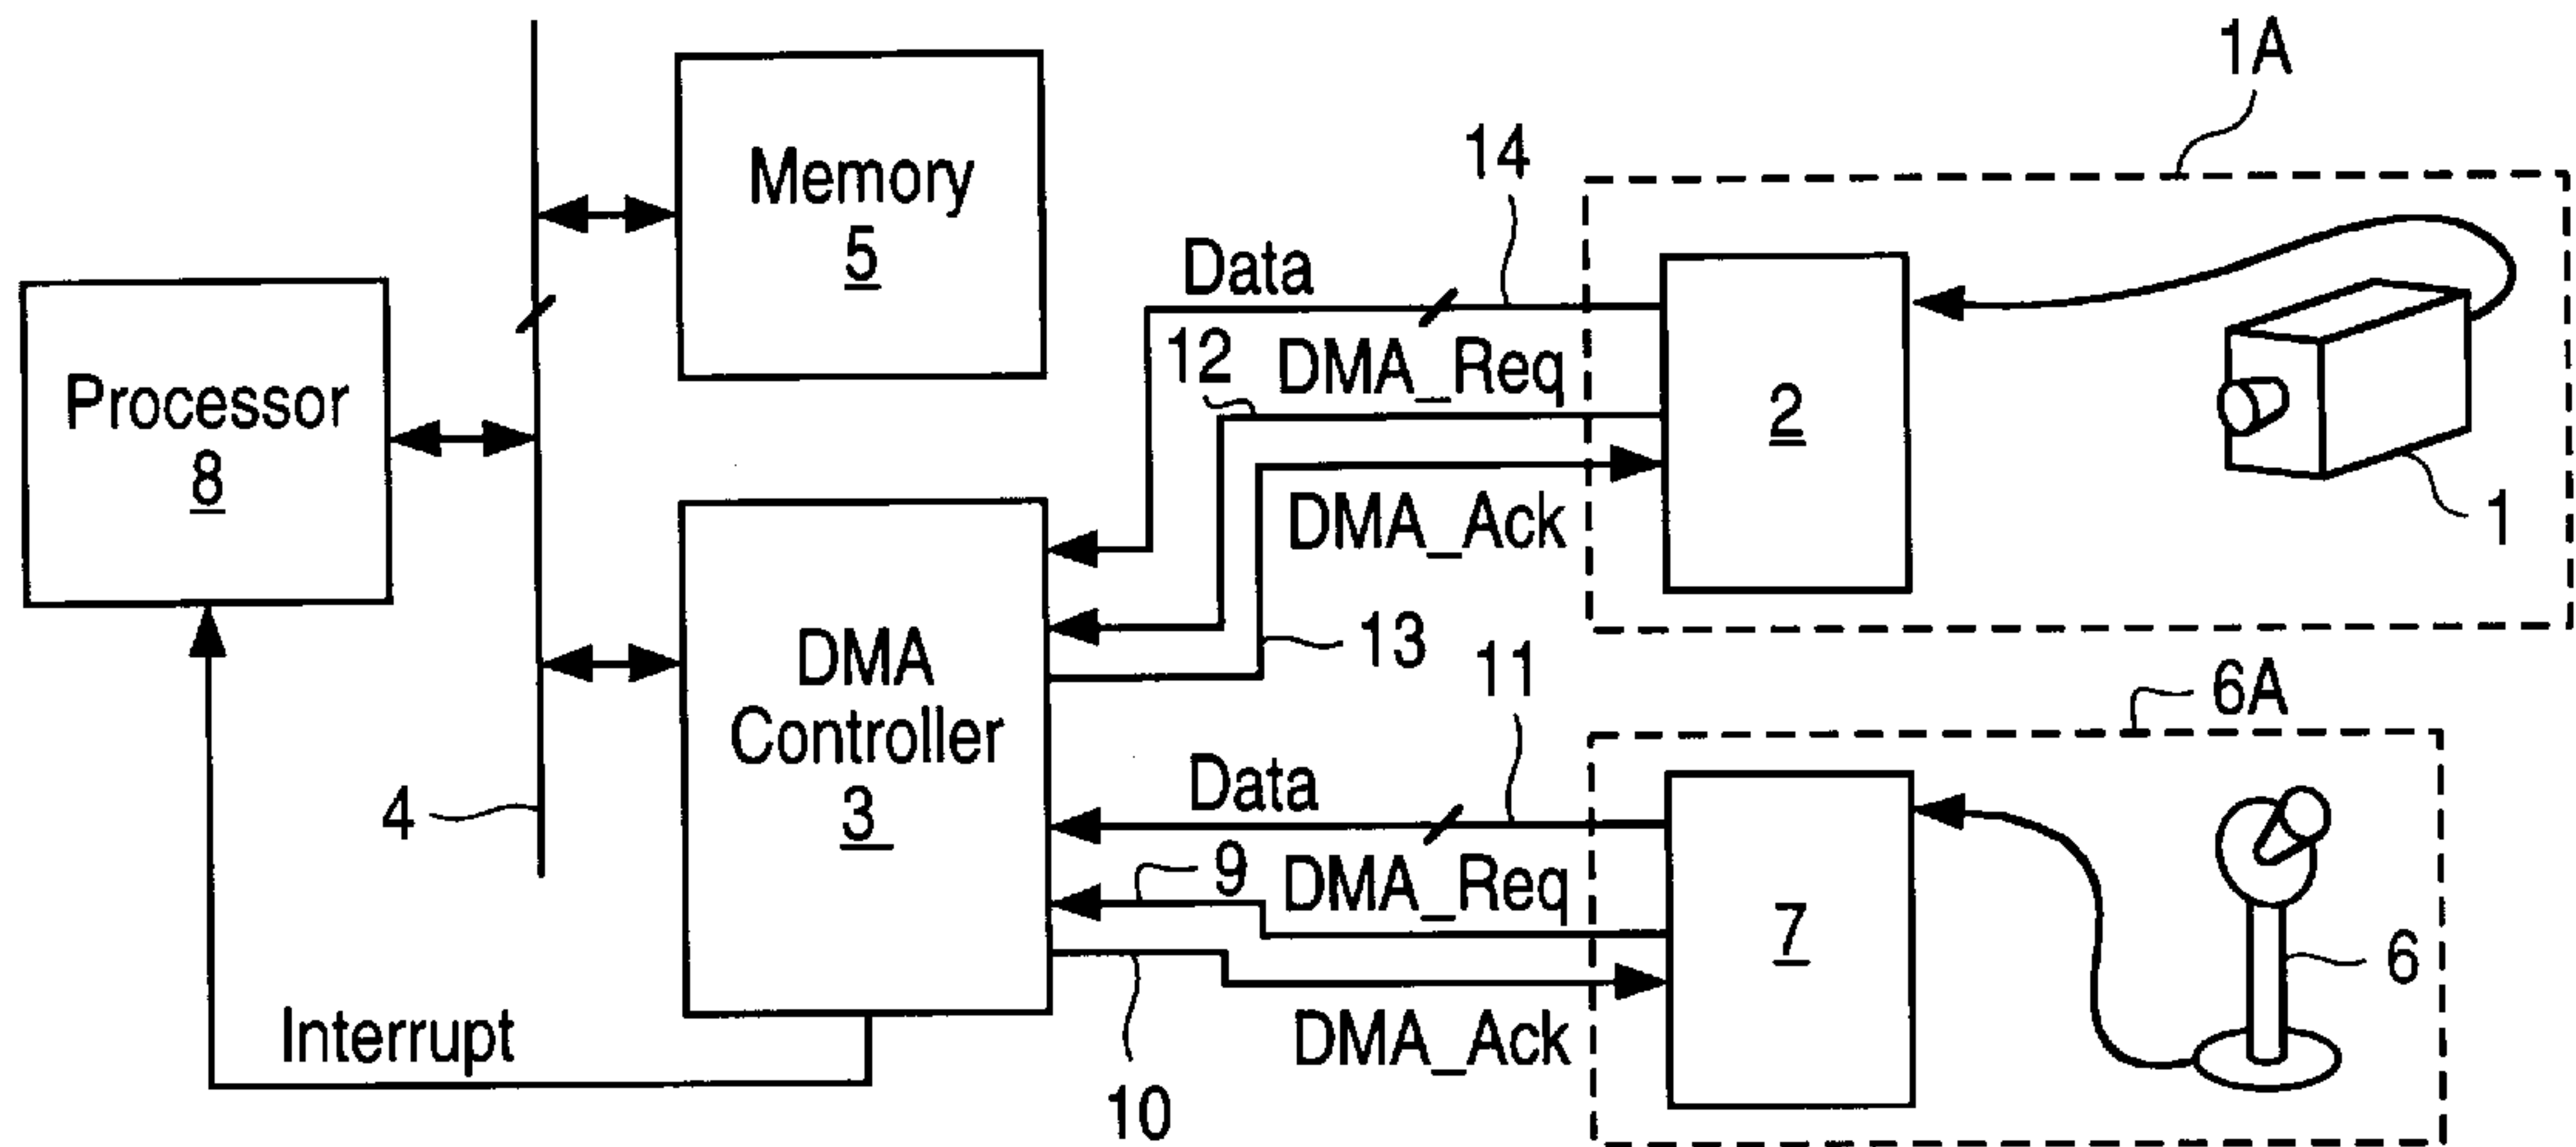 1A
Memory
5
14
Data
Processor
8
12
DMA_Req
2
DMA_Ack
1
DMA
Controller
3
13
11
6A
4
Data
9
DMA_Req
7
6
Interrupt
DMA_Ack
10